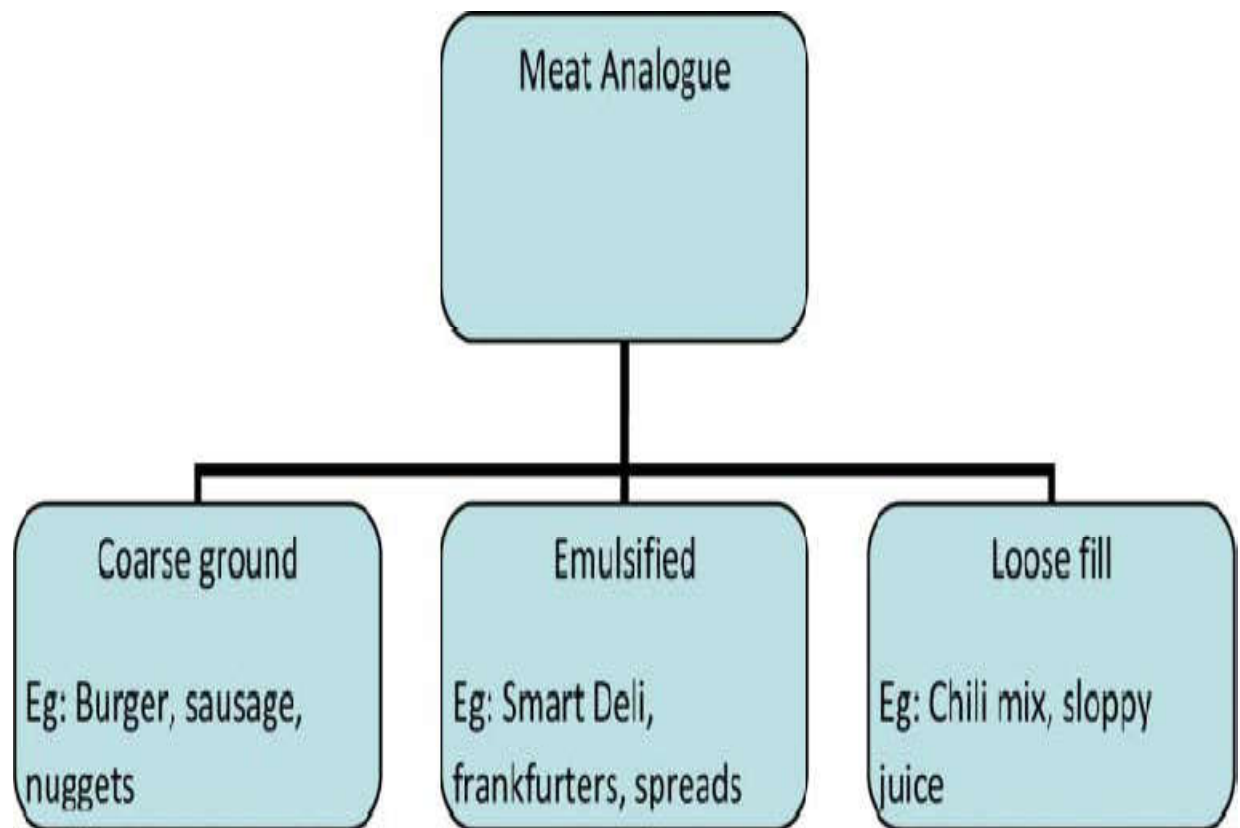 Meat Analogue
Coarse ground
Eg: Burger, sausage,
nuggets
Emulsified
Eg: Smart Deli,
frankfurters, spreads
Loose fill
Eg: Chili mix, sloppy
juice